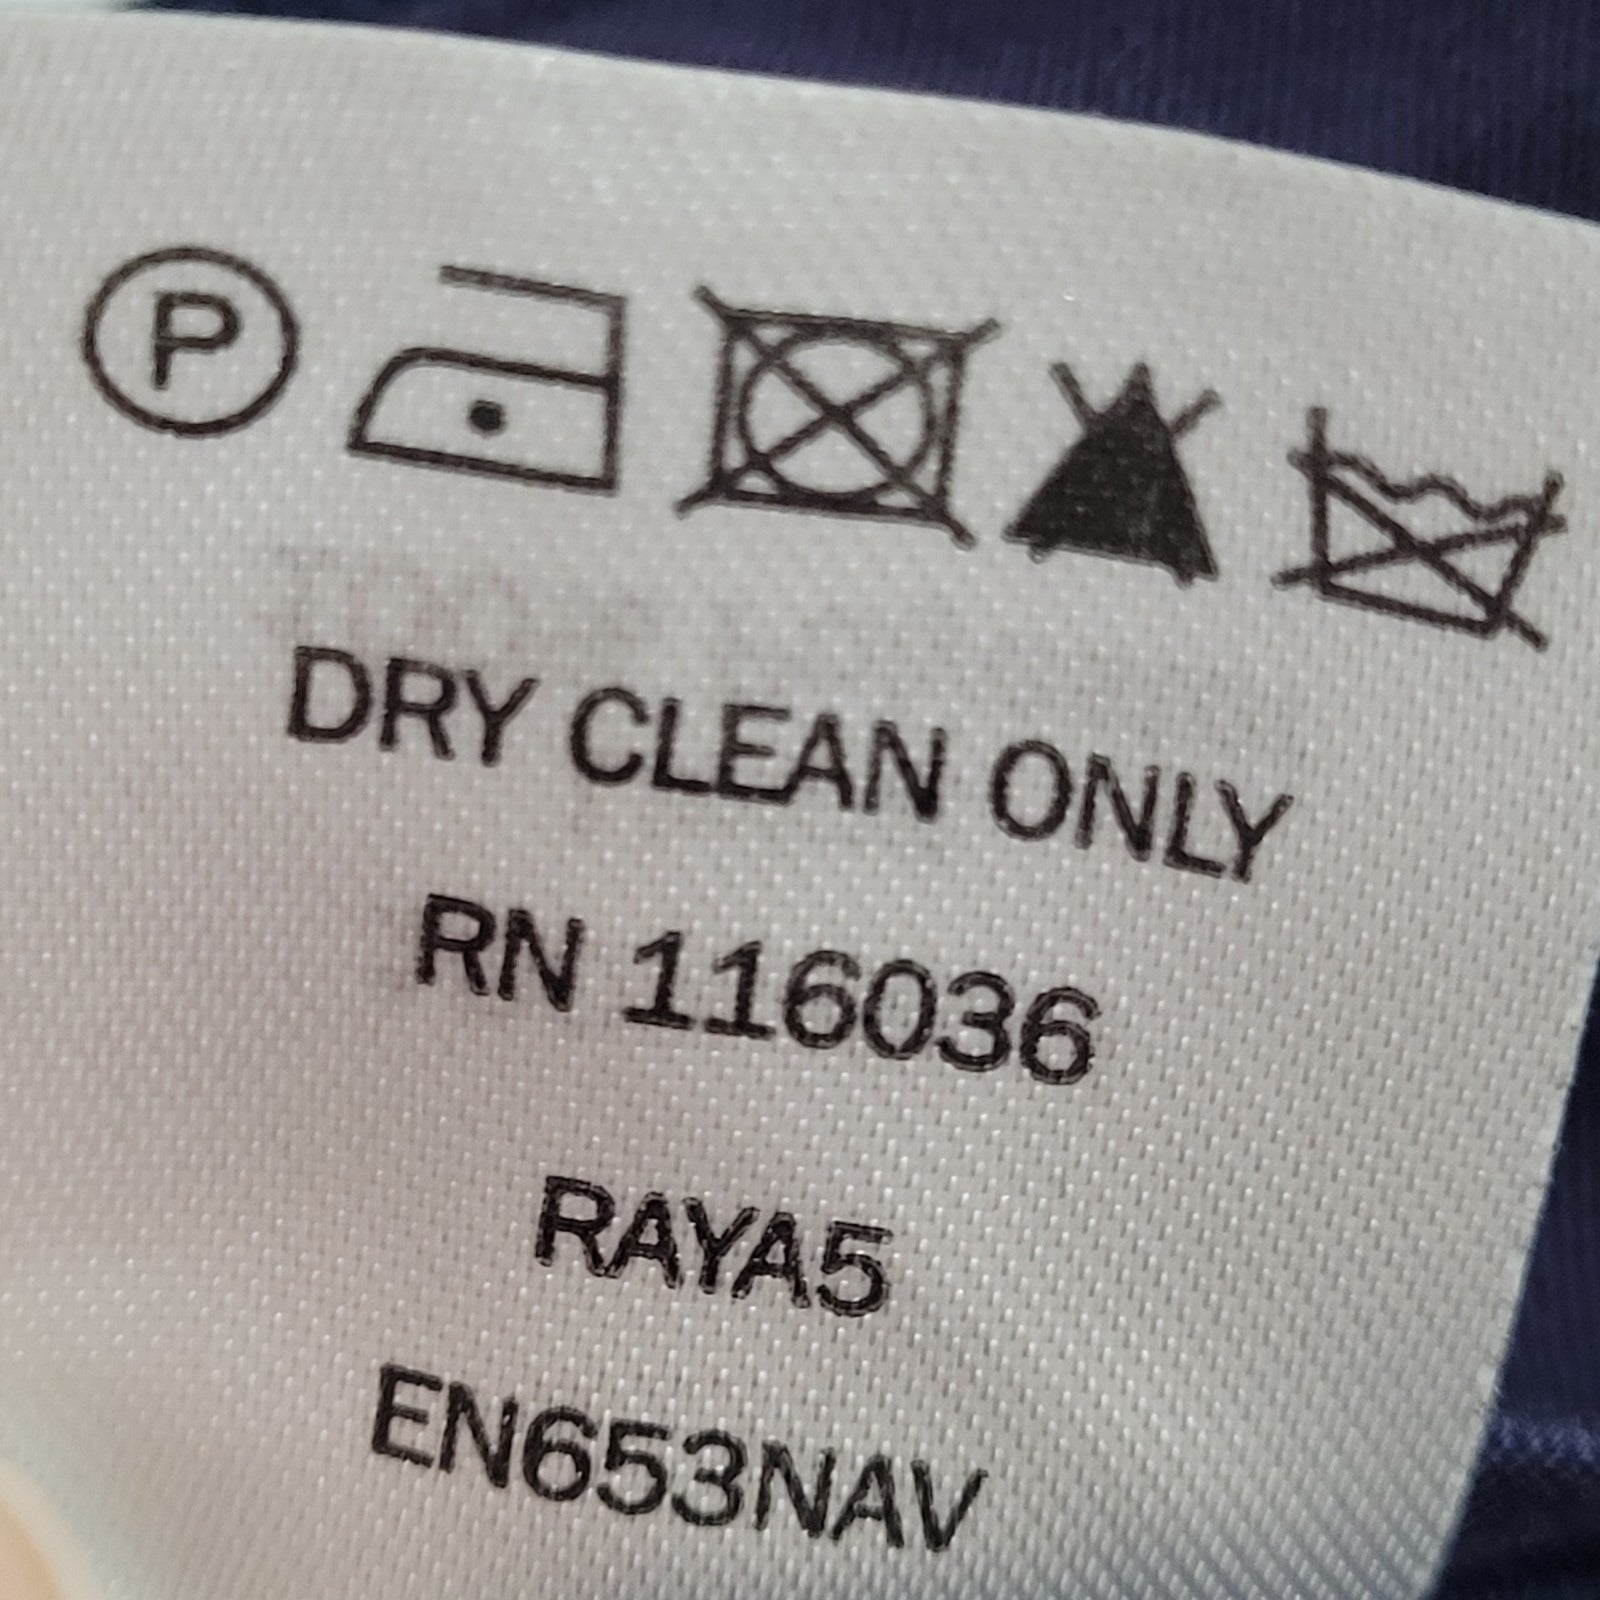 P
DRY CLEAN ONLY
RN 116036
RAYA5
EN653NAV